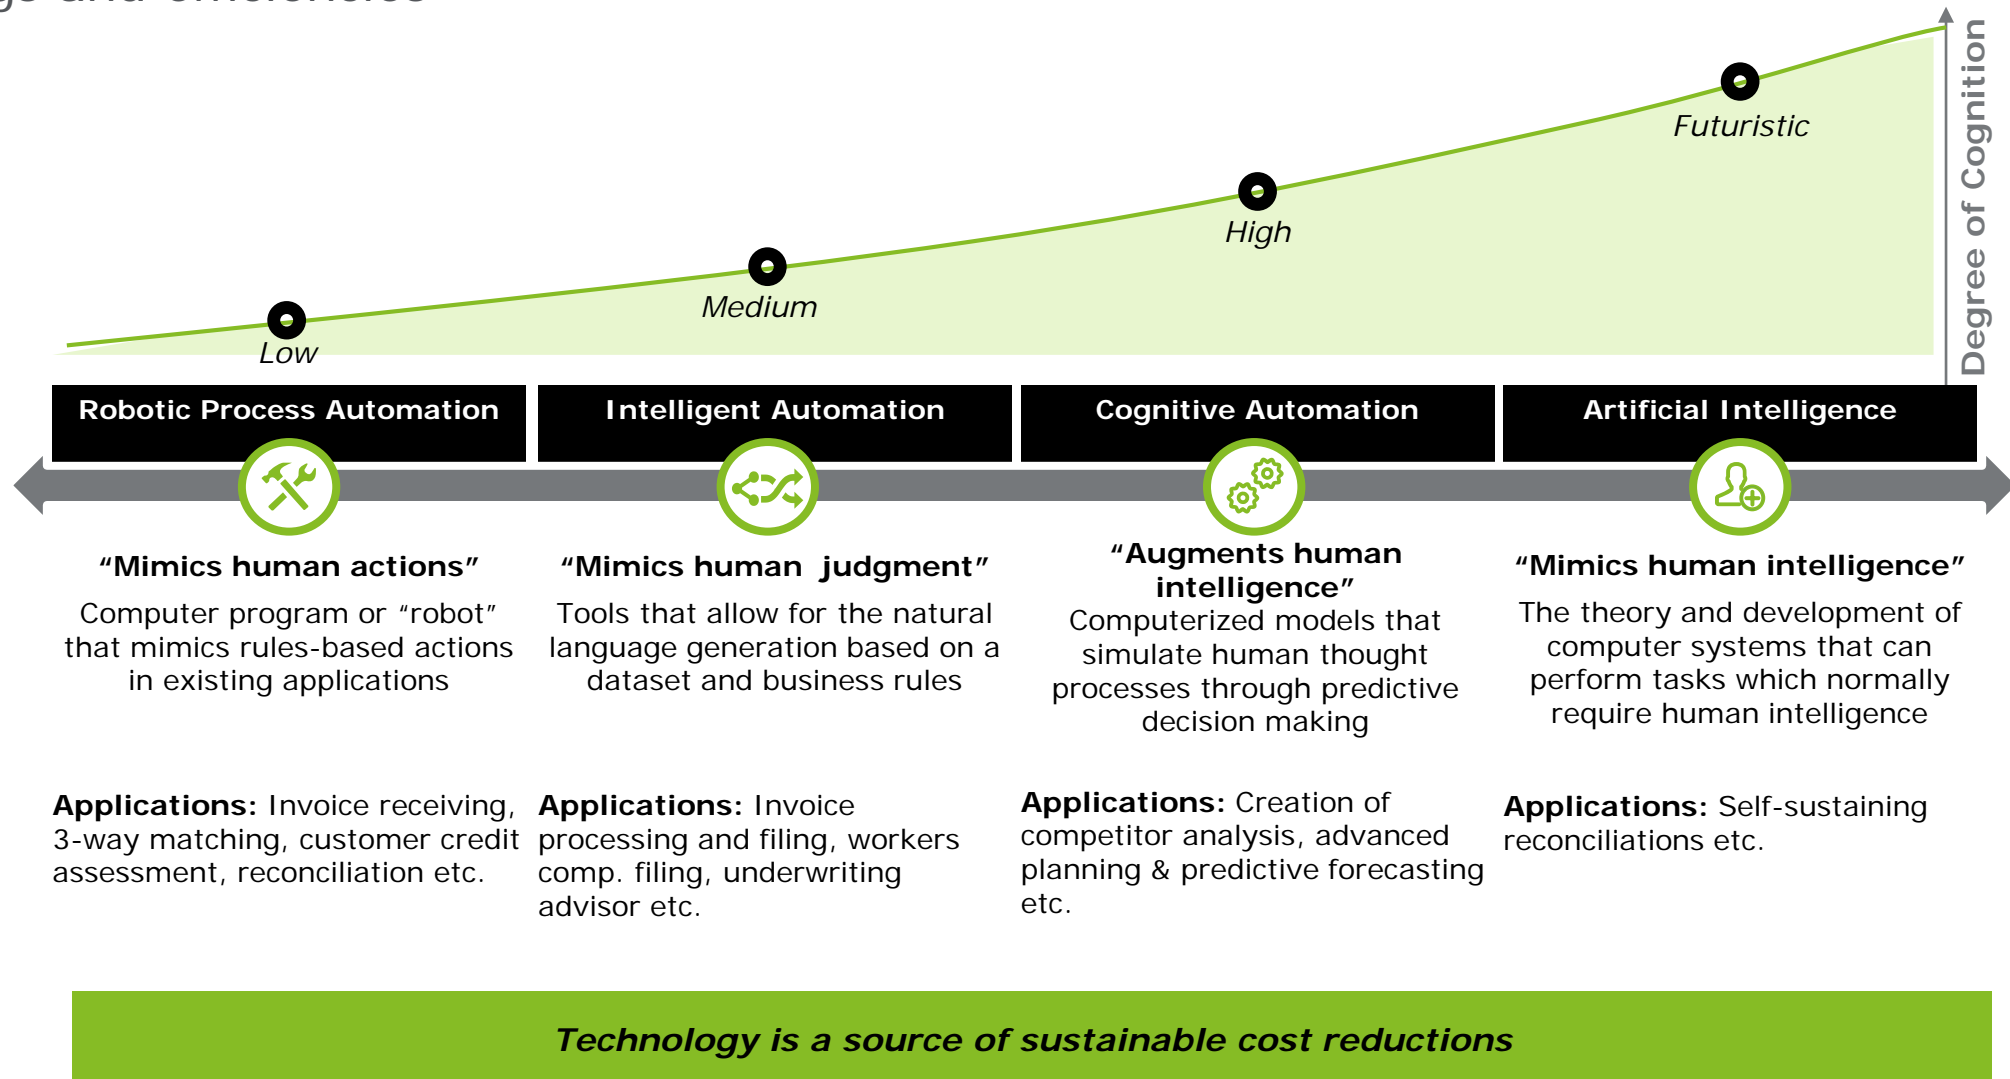 and efficiencies
Degree of Cognition
Futuristic
High
Medium
Low
Robotic Process Automation
Intelligent Automation
Cognitive Automation
Artificial Intelligence
“Mimics human actions”
Computer program or “robot”
that mimics rules-based actions
in existing applications
Applications: Invoice receiving,
3-way matching, customer credit
assessment, reconciliation etc.
“Mimics human judgment”
Tools that allow for the natural
language generation based on a
dataset and business rules
Applications: Invoice
processing and filing, workers
comp. filing, underwriting
advisor etc.
“Augments human
intelligence”
Computerized models that
simulate human thought
processes through predictive
decision making
Applications: Creation of
competitor analysis, advanced
planning & predictive forecasting
etc.
“Mimics human intelligence”
The theory and development of
computer systems that can
perform tasks which normally
require human intelligence
Applications: Self-sustaining
reconciliations etc.
Technology is a source of sustainable cost reductions